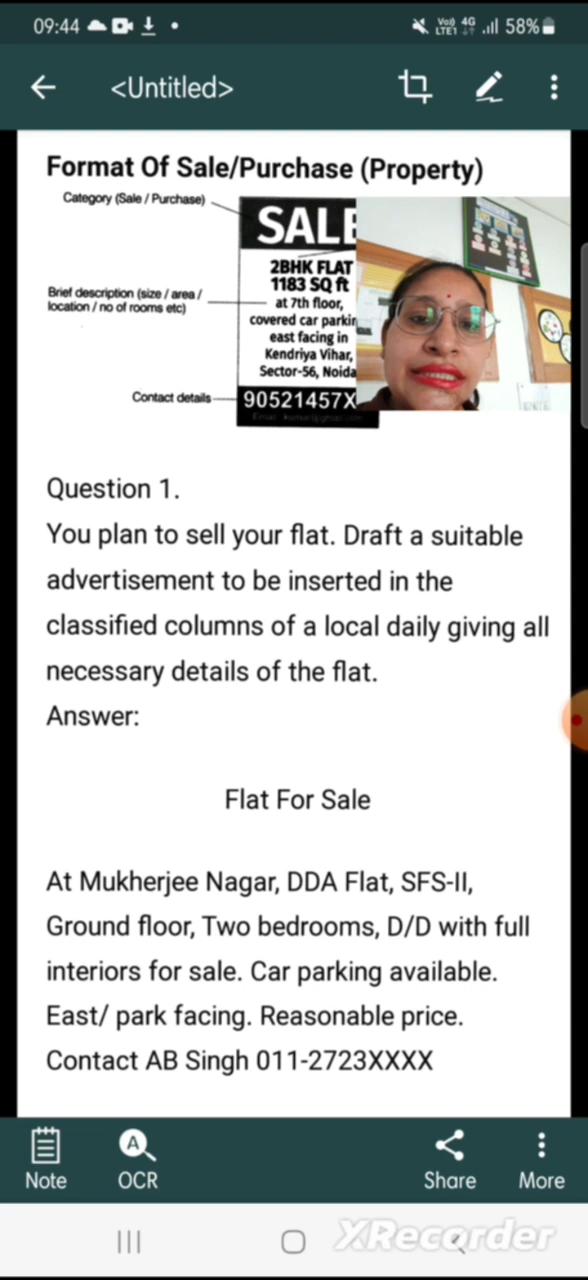 09:44
Vo)) 4G
LTE1
58%
<Untitled>
Format Of Sale/Purchase (Property)
Category (Sale / Purchase)
SALE
2BHK FLAT
1183 SQ ft
Brief description (size / area /
location / no of rooms etc)
at 7th floor,
covered car parkin
east facing in
Kendriya Vihar,
Sector-56, Noida
Contact details
90521457X
Question 1.
You plan to sell your flat. Draft a suitable
advertisement to be inserted in the
classified columns of a local daily giving all
necessary details of the flat.
Answer:
Flat For Sale
At Mukherjee Nagar, DDA Flat, SFS-II,
Ground floor, Two bedrooms, D/D with full
interiors for sale. Car parking available.
East/ park facing. Reasonable price.
Contact AB Singh 011-2723XXXX
A
Note
OCR
Share
More
XRecorder